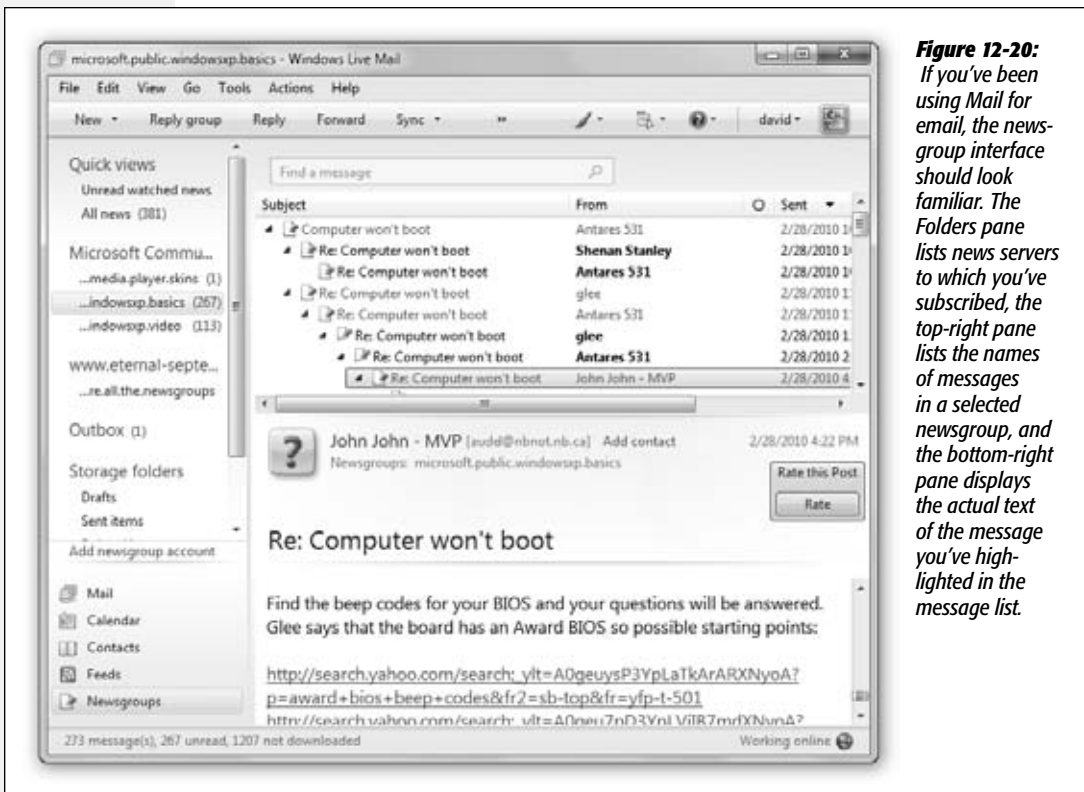 microsoft.public.windowsxp.basics - Windows Live Mail
File Edit View Go Tools Actions Help
New Reply group Reply Forward Sync » david
Quick views
Unread watched news
All news (381)
Microsoft Commu...
...media.player.skins (1)
...indowsxp.basics (267)
...indowsxp.video (113)
www.eternal-septe...
...re.all.the.newsgroups
Outbox (1)
Storage folders
Drafts
Sent items
Add newsgroup account
Mail
Calendar
Contacts
Feeds
Newsgroups
Find a message
Subject From Sent
Computer won't boot Antares 531 2/28/2010 1
Re: Computer won't boot Shenan Stanley 2/28/2010 1
Re: Computer won't boot Antares 531 2/28/2010 1
Re: Computer won't boot glee 2/28/2010 1
Re: Computer won't boot Antares 531 2/28/2010 1
Re: Computer won't boot glee 2/28/2010 1
Re: Computer won't boot Antares 531 2/28/2010 2
Re: Computer won't boot John John - MVP 2/28/2010 4
John John - MVP [audd@nbnot.nb.ca] Add contact 2/28/2010 4:22 PM
Newsgroups: microsoft.public.windowsxp.basics
Rate this Post
Rate
Re: Computer won't boot
Find the beep codes for your BIOS and your questions will be answered.
Glee says that the board has an Award BIOS so possible starting points:
http://search.yahoo.com/search;_ylt=A0geuysP3YpLaTkArARXNyoA?
p=award+bios+beep+codes&fr2=sb-top&fr=yfp-t-501
273 message(s), 267 unread, 1207 not downloaded Working online
Figure 12-20:
If you've been
using Mail for
email, the news-
group interface
should look
familiar. The
Folders pane
lists news servers
to which you've
subscribed, the
top-right pane
lists the names
of messages
in a selected
newsgroup, and
the bottom-right
pane displays
the actual text
of the message
you've high-
lighted in the
message list.